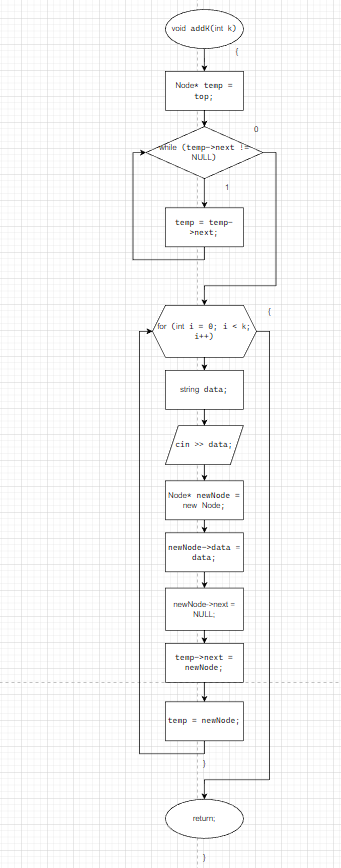 void addK(int k)
{
Node* temp =
top;
0
while (temp->next !=
NULL)
1
temp = temp-
>next;
{
for (int i = 0; i < k;
i++)
string data;
cin >> data;
Node* newNode =
new Node;
newNode->data =
data;
newNode->next =
NULL;
temp->next =
newNode;
temp = newNode;
}
return;
}